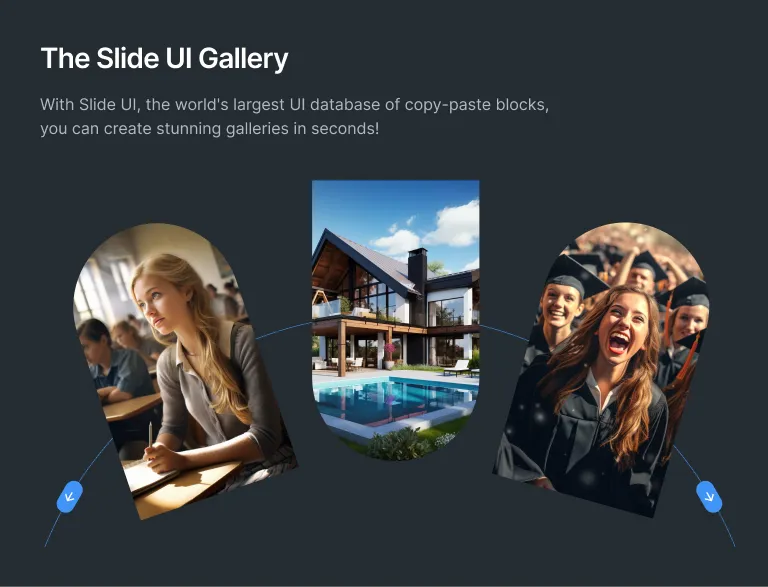 The Slide UI Gallery
With Slide UI, the world's largest UI database of copy-paste blocks,
you can create stunning galleries in seconds!